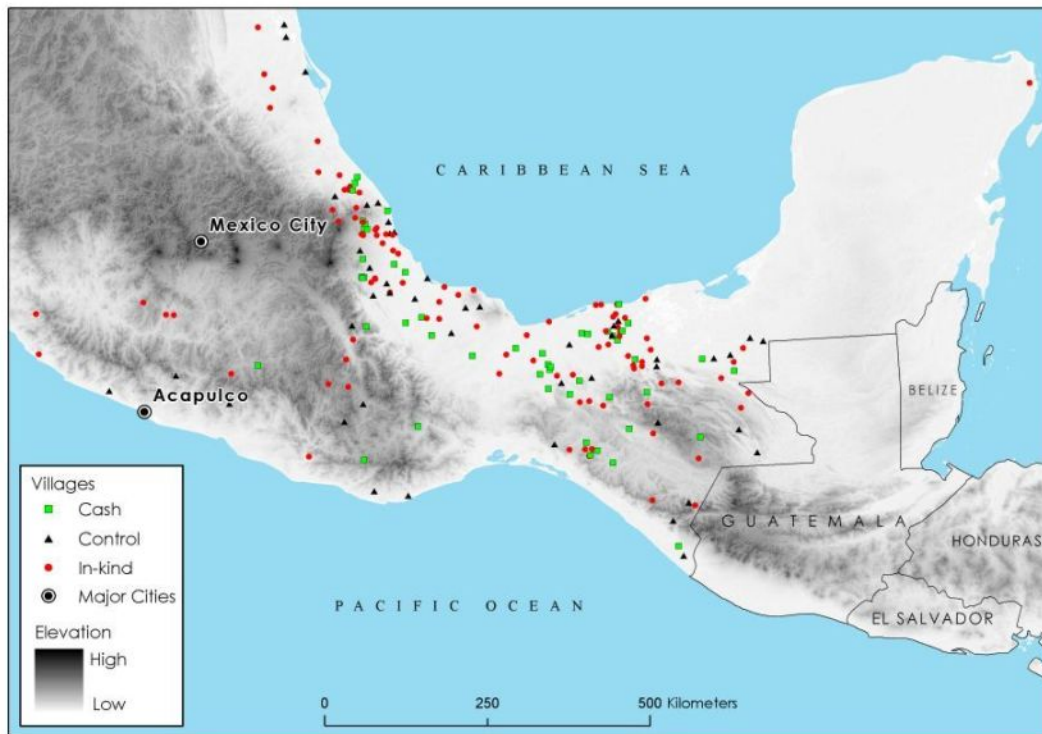 CARIBBEAN SEA
Mexico City
Acapulco
BELIZE
GUATEMALA
HONDURAS
EL SALVADOR
PACIFIC OCEAN
Villages
Cash
Control
In-kind
Major Cities
Elevation
High
Low
0 250 500 Kilometers